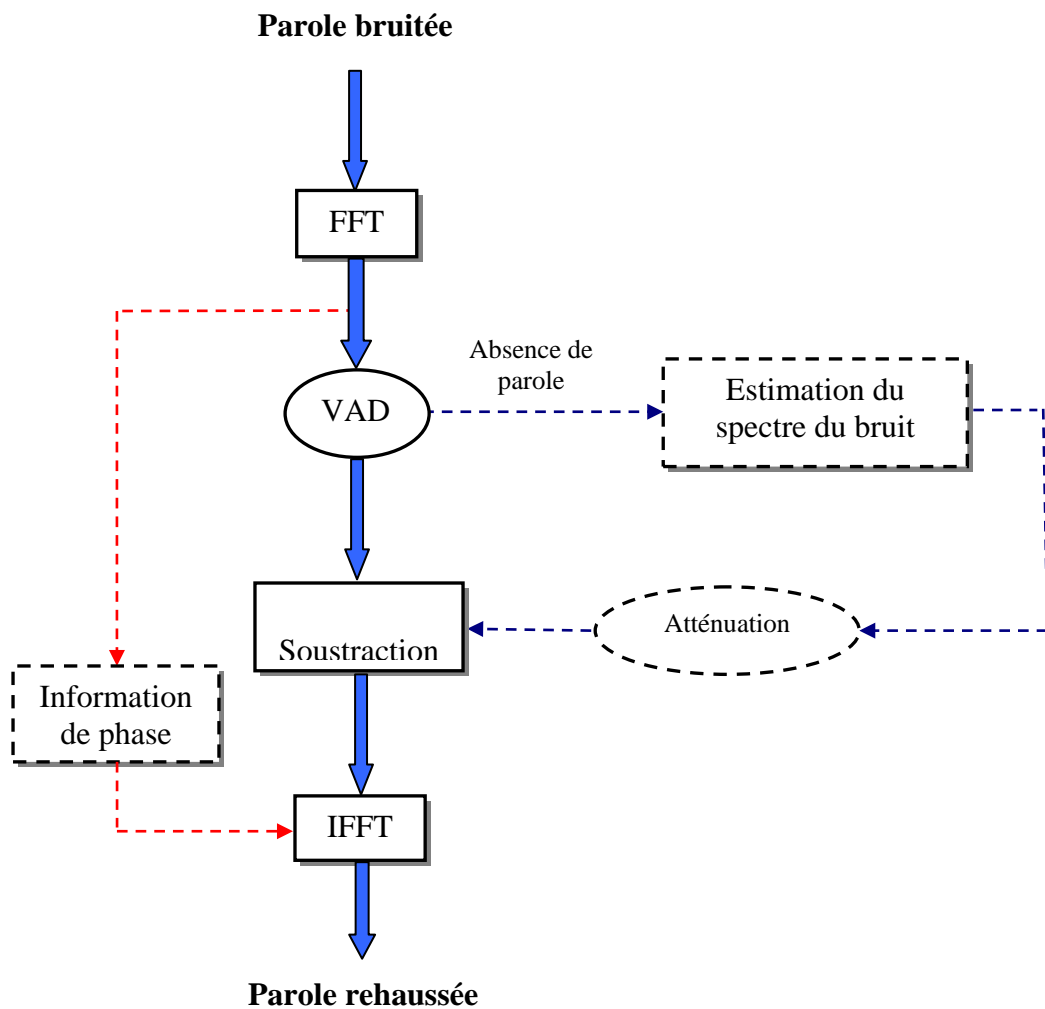 Parole bruitée
FFT
Absence de
parole
VAD
Estimation du
spectre du bruit
Atténuation
Soustraction
Information
de phase
IFFT
Parole rehaussée